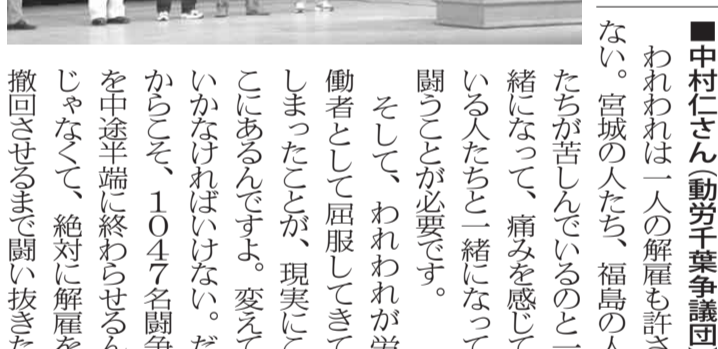 ■中村仁さん(動労千葉争議団
われわれは一人の解雇も許さ
ない。宮城の人たち、福島の人
たちが苦しんでいるのと一
緒になって、痛みを感じて
いる人たちと一緒になって
闘うことが必要です。
そして、われわれが労
働者として屈服してきて
しまったことが、現実にこ
こにあるんですよ。変えて
いかなければいけない。だ
からこそ、1047名闘争
を中途半端に終わらせるん
じゃなくて、絶対に解雇を
撤回させるまで闘い抜きた